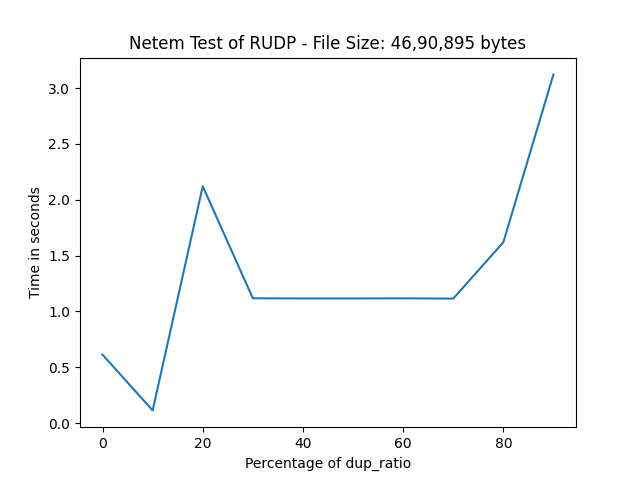 Netem Test of RUDP - File Size: 46,90,895 bytes
3.0
2.5
2.0
1.5
1.0
0.5
0.0
Time in seconds
0 20 40 60 80
Percentage of dup_ratio